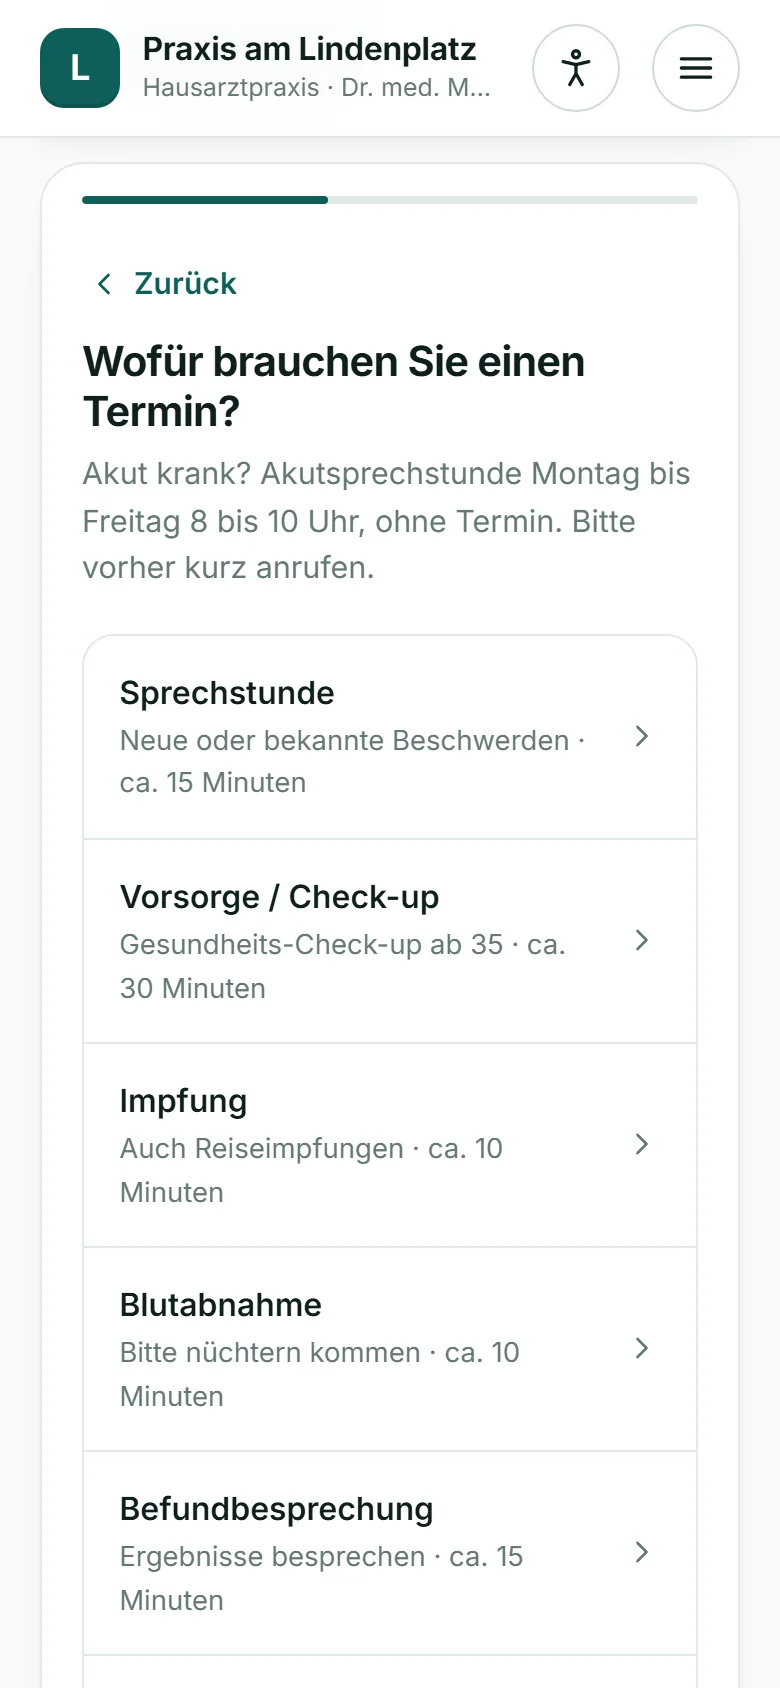 L
Praxis am Lindenplatz
Hausarztpraxis · Dr. med. M...
Zurück
Wofür brauchen Sie einen
Termin?
Akut krank? Akutsprechstunde Montag bis
Freitag 8 bis 10 Uhr, ohne Termin. Bitte
vorher kurz anrufen.
Sprechstunde
Neue oder bekannte Beschwerden ·
ca. 15 Minuten
Vorsorge / Check-up
Gesundheits-Check-up ab 35 · ca.
30 Minuten
Impfung
Auch Reiseimpfungen · ca. 10
Minuten
Blutabnahme
Bitte nüchtern kommen · ca. 10
Minuten
Befundbesprechung
Ergebnisse besprechen · ca. 15
Minuten